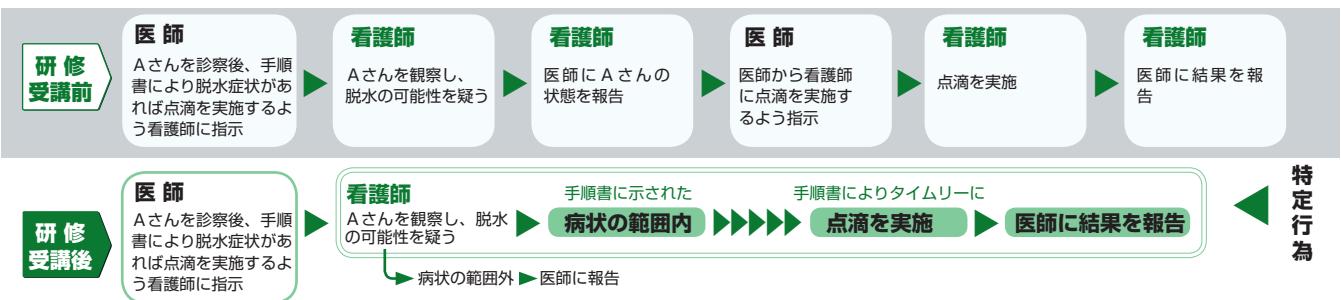 研 修
受講前
医 師
Aさんを診察後、手順
書により脱水症状があ
れば点滴を実施するよ
う看護師に指示
看護師
Aさんを観察し、
脱水の可能性を疑う
看護師
医師にAさんの
状態を報告
医 師
医師から看護師
に点滴を実施す
るよう指示
看護師
点滴を実施
看護師
医師に結果を報
告
研 修
受講後
医 師
Aさんを診察後、手順
書により脱水症状があ
れば点滴を実施するよ
う看護師に指示
看護師
Aさんを観察し、脱水
の可能性を疑う
手順書に示された
病状の範囲内
手順書によりタイムリーに
点滴を実施
医師に結果を報告
病状の範囲外
医師に報告
特定行為